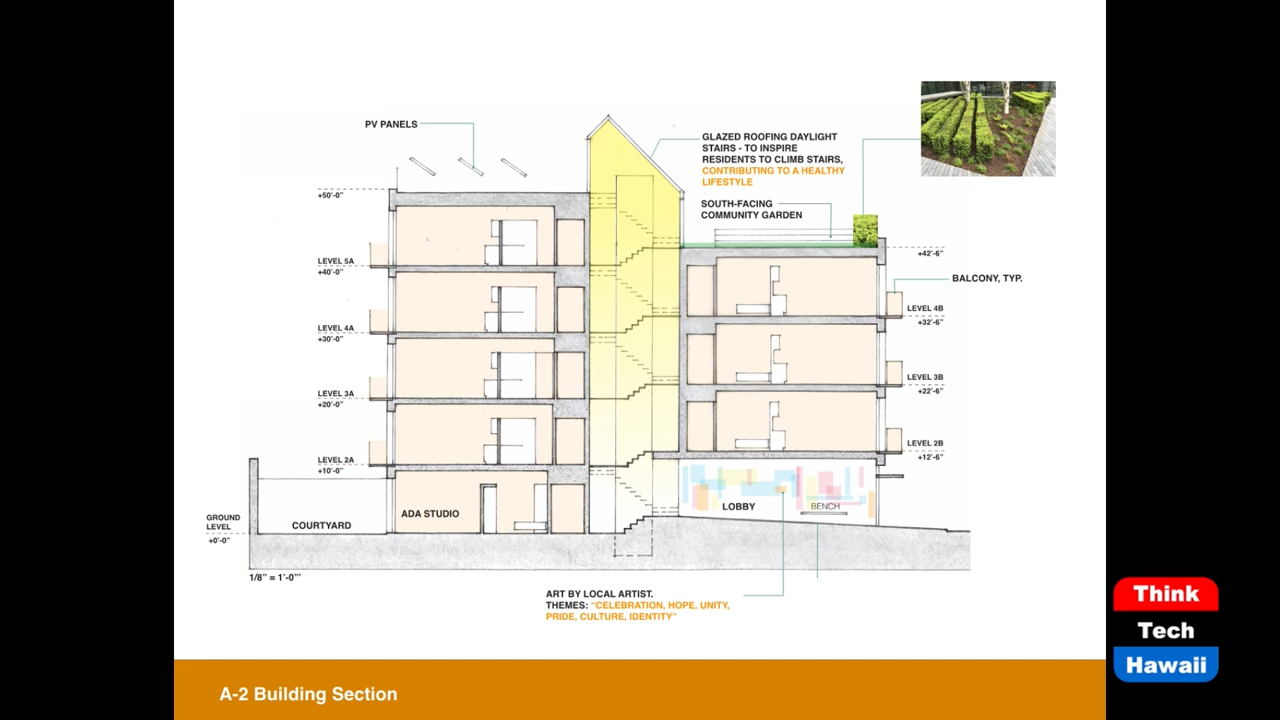 PV PANELS
GLAZED ROOFING DAYLIGHT
STAIRS - TO INSPIRE
RESIDENTS TO CLIMB STAIRS,
CONTRIBUTING TO A HEALTHY
LIFESTYLE
+50'-0"
SOUTH-FACING
COMMUNITY GARDEN
+42'-6"
LEVEL 5A
+40'-0"
BALCONY, TYP.
LEVEL 4B
+32'-6"
LEVEL 4A
+30'-0"
LEVEL 3B
+22'-6"
LEVEL 3A
+20'-0"
LEVEL 2B
+12'-6"
LEVEL 2A
+10'-0"
LOBBY
BENCH
ADA STUDIO
COURTYARD
GROUND
LEVEL
+0'-0"
1/8" = 1'-0"'
ART BY LOCAL ARTIST.
THEMES: "CELEBRATION, HOPE, UNITY,
PRIDE, CULTURE, IDENTITY"
A-2 Building Section
Think
Tech
Hawaii